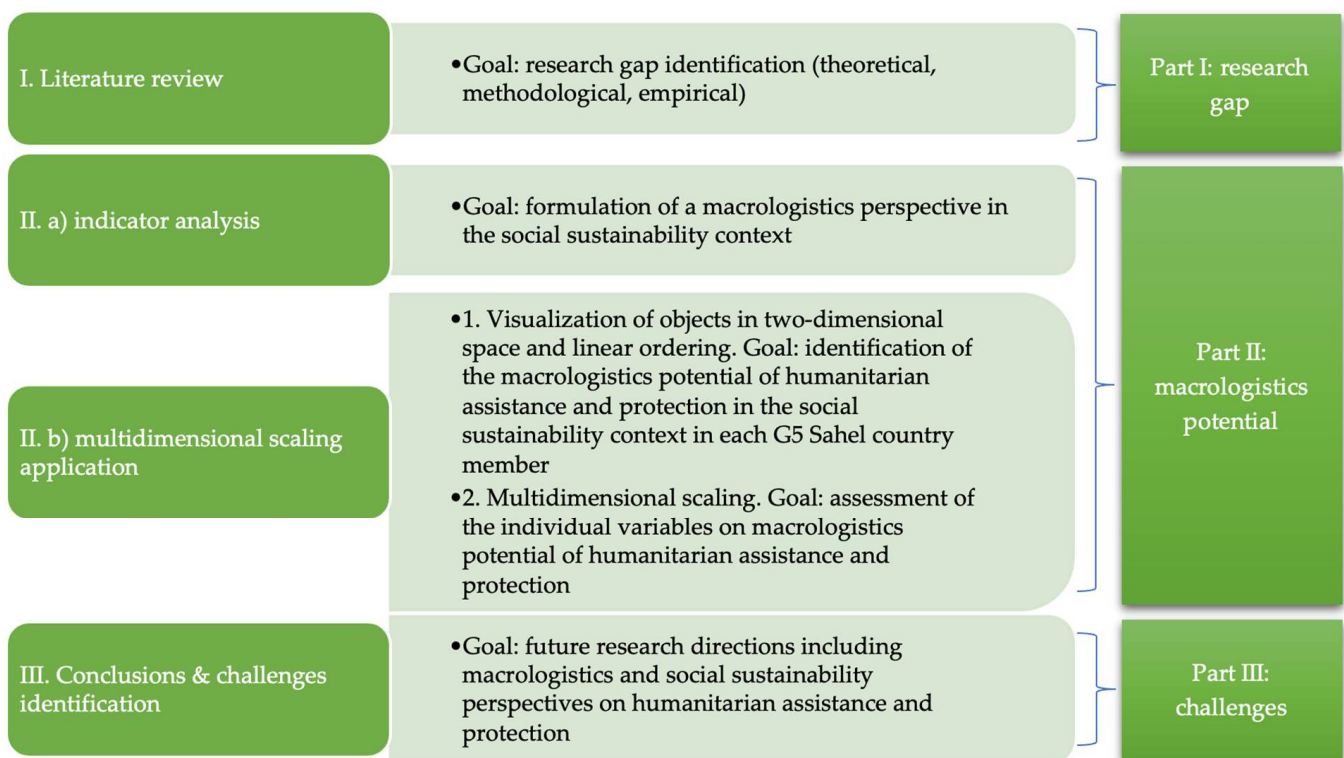 I. Literature review
•Goal: research gap identification (theoretical,
methodological, empirical)
Part I: research
gap
II. a) indicator analysis
•Goal: formulation of a macrologistics perspective in
the social sustainability context
II. b) multidimensional scaling
application
•1. Visualization of objects in two-dimensional
space and linear ordering. Goal: identification of
the macrologistics potential of humanitarian
assistance and protection in the social
sustainability context in each G5 Sahel country
member
•2. Multidimensional scaling. Goal: assessment of
the individual variables on macrologistics
potential of humanitarian assistance and
protection
Part II:
macrologistics
potential
III. Conclusions & challenges
identification
•Goal: future research directions including
macrologistics and social sustainability
perspectives on humanitarian assistance and
protection
Part III:
challenges